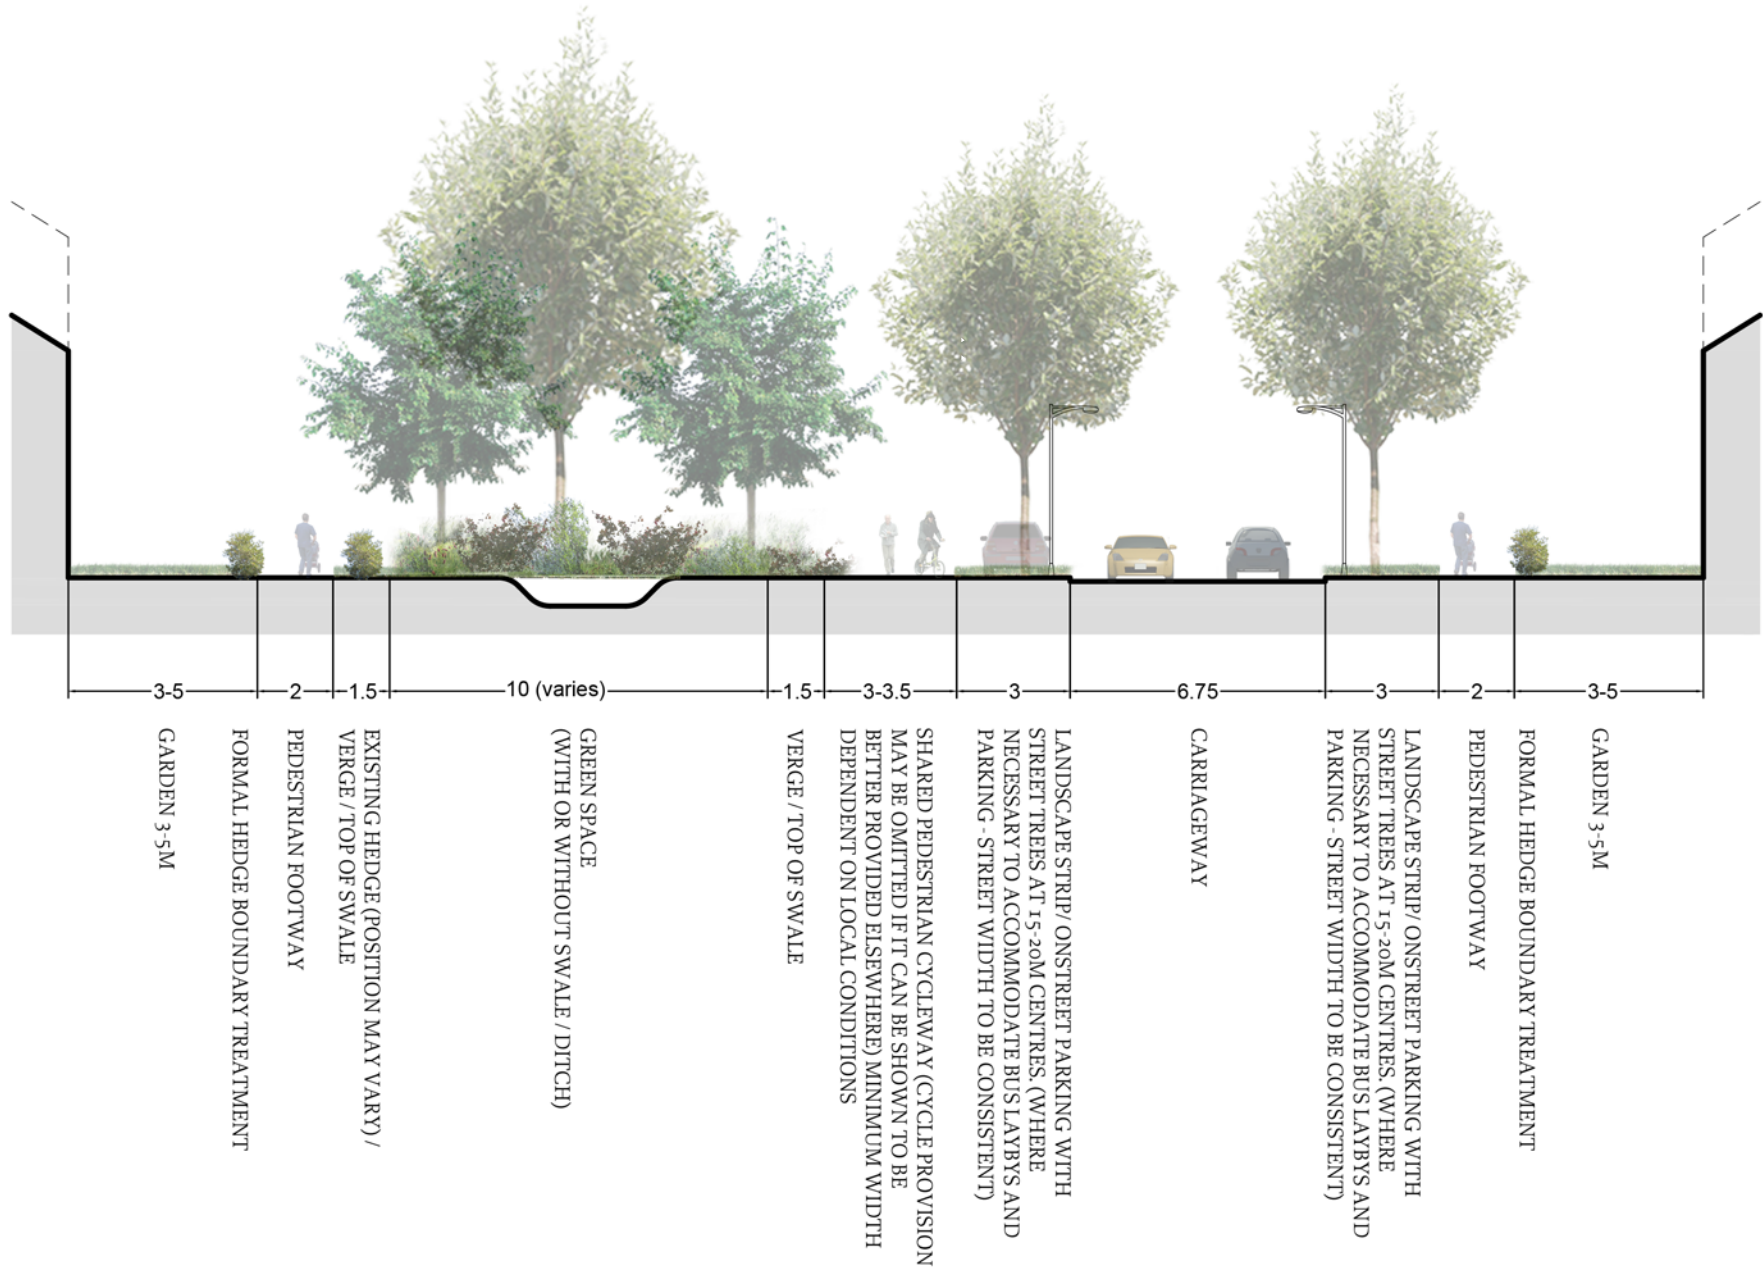 3-5
2
1.5
10 (varies)
1.5
3-3.5
3
6.75
3
2
3-5
GARDEN 3-5M
FORMAL HEDGE BOUNDARY TREATMENT
PEDESTRIAN FOOTWAY
EXISTING HEDGE (POSITION MAY VARY) /
VERGE / TOP OF SWALE
GREEN SPACE
(WITH OR WITHOUT SWALE / DITCH)
VERGE / TOP OF SWALE
SHARED PEDESTRIAN CYCLEWAY (CYCLE PROVISION
MAY BE OMITTED IF IT CAN BE SHOWN TO BE
BETTER PROVIDED ELSEWHERE) MINIMUM WIDTH
DEPENDENT ON LOCAL CONDITIONS
LANDSCAPE STRIP/ ONSTREET PARKING WITH
STREET TREES AT 15-20M CENTRES. (WHERE
NECESSARY TO ACCOMMODATE BUS LAYBYS AND
PARKING - STREET WIDTH TO BE CONSISTENT)
CARRIAGEWAY
LANDSCAPE STRIP/ ONSTREET PARKING WITH
STREET TREES AT 15-20M CENTRES. (WHERE
NECESSARY TO ACCOMMODATE BUS LAYBYS AND
PARKING - STREET WIDTH TO BE CONSISTENT)
PEDESTRIAN FOOTWAY
FORMAL HEDGE BOUNDARY TREATMENT
GARDEN 3-5M